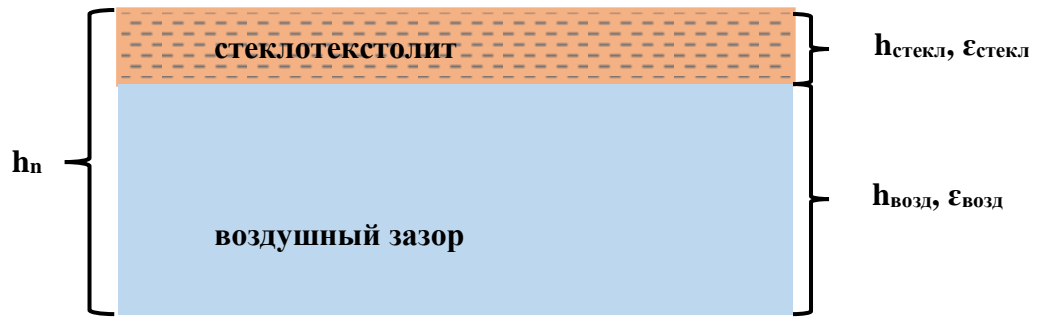 стеклотекстолит
hстекл, εстекл
hn
hвозд, εвозд
воздушный зазор